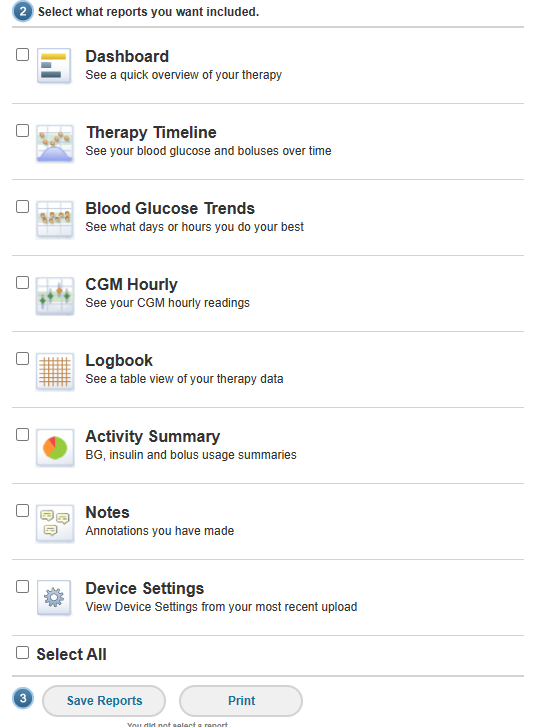 2 Select what reports you want included.
Dashboard
See a quick overview of your therapy
Therapy Timeline
See your blood glucose and boluses over time
Blood Glucose Trends
See what days or hours you do your best
CGM Hourly
See your CGM hourly readings
Logbook
See a table view of your therapy data
Activity Summary
BG, insulin and bolus usage summaries
Notes
Annotations you have made
Device Settings
View Device Settings from your most recent upload
Select All
3 Save Reports Print
You did not select a report